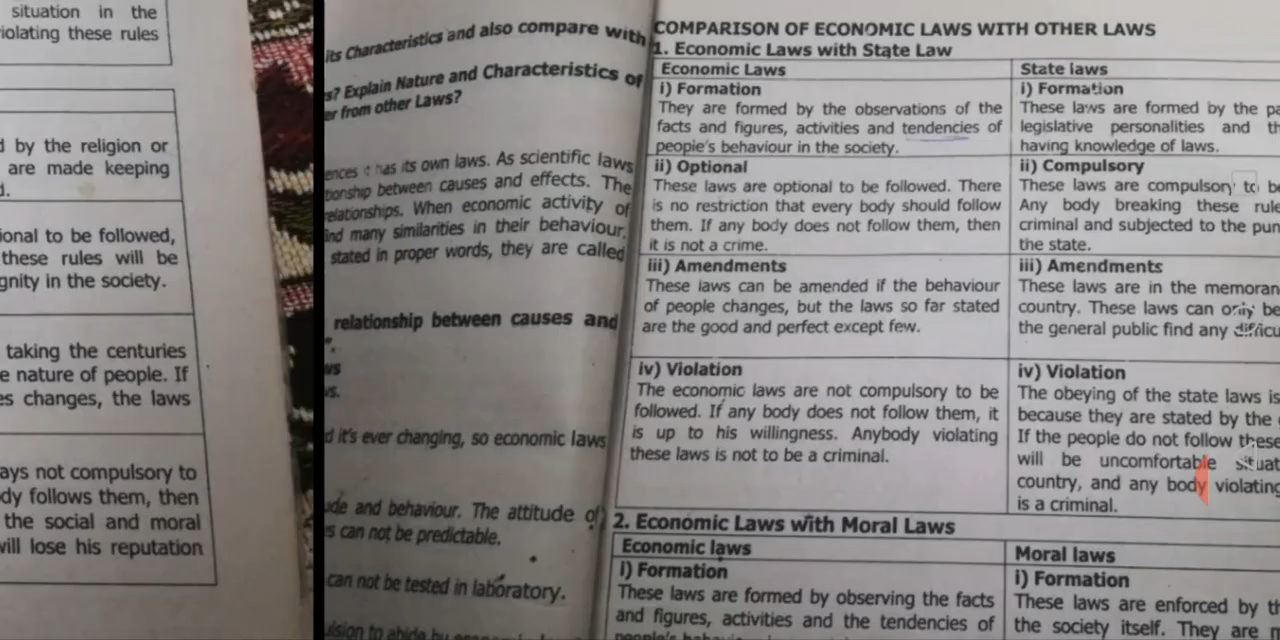 situation in the
violating these rules
d by the religion or
are made keeping
d.
ional to be followed,
these rules will be
gnity in the society.
taking the centuries
e nature of people. If
es changes, the laws
ays not compulsory to
dy follows them, then
the social and moral
will lose his reputation
its Characteristics and also compare with
s? Explain Nature and Characteristics of
er from other Laws?
ences it has its own laws. As scientific laws
tionship between causes and effects. The
relationships. When economic activity of
ind many similarities in their behaviour,
stated in proper words, they are called
relationship between causes and
ws
vs.
d it's ever changing, so economic laws
ude and behaviour. The attitude of
es can not be predictable.
can not be tested in laboratory.
ulsion to abide by
COMPARISON OF ECONOMIC LAWS WITH OTHER LAWS
1. Economic Laws with State Law
Economic Laws
i) Formation
They are formed by the observations of the
facts and figures, activities and tendencies of
people's behaviour in the society.
ii) Optional
These laws are optional to be followed. There
is no restriction that every body should follow
them. If any body does not follow them, then
it is not a crime.
iii) Amendments
These laws can be amended if the behaviour
of people changes, but the laws so far stated
are the good and perfect except few.
iv) Violation
The economic laws are not compulsory to be
followed. If any body does not follow them, it
is up to his willingness. Anybody violating
these laws is not to be a criminal.
State laws
i) Formation
These laws are formed by the pa
legislative personalities and th
having knowledge of laws.
ii) Compulsory
These laws are compulsory to be
Any body breaking these rule
criminal and subjected to the pun
the state.
iii) Amendments
These laws are in the memoran
country. These laws can only be
the general public find any difficu
iv) Violation
The obeying of the state laws is
because they are stated by the
If the people do not follow these
will be uncomfortable situat
country, and any body violating
is a criminal.
2. Economic Laws with Moral Laws
Economic laws
i) Formation
These laws are formed by observing the facts
and figures, activities and the tendencies of
people's
Moral laws
i) Formation
These laws are enforced by th
the society itself. They are